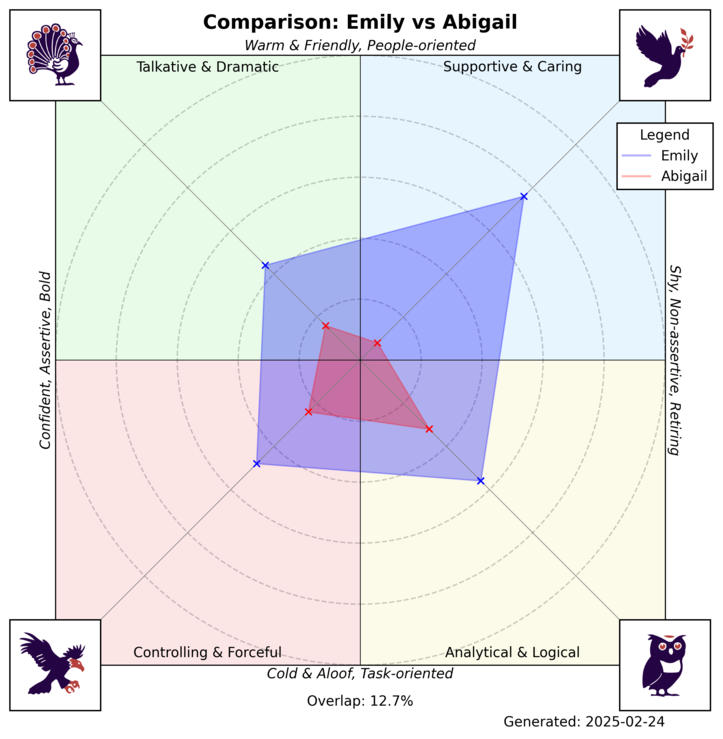 Comparison: Emily vs Abigail
Warm & Friendly, People-oriented
Talkative & Dramatic
Supportive & Caring
Legend
Emily
Abigail
Confident, Assertive, Bold
Shy, Non-assertive, Retiring
Controlling & Forceful
Analytical & Logical
Cold & Aloof, Task-oriented
Overlap: 12.7%
Generated: 2025-02-24